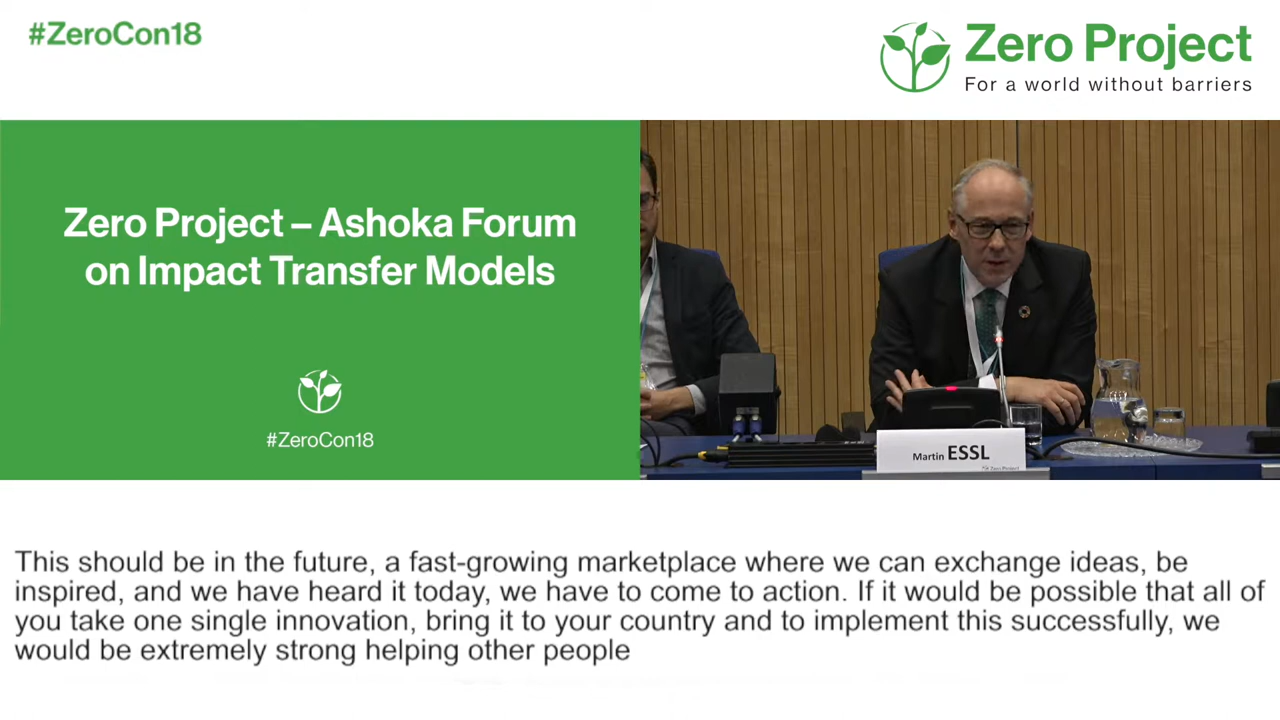 #ZeroCon18
Zero Project
For a world without barriers
Zero Project – Ashoka Forum
on Impact Transfer Models
#ZeroCon18
Martin ESSL
Zero Project
This should be in the future, a fast-growing marketplace where we can exchange ideas, be
inspired, and we have heard it today, we have to come to action. If it would be possible that all of
you take one single innovation, bring it to your country and to implement this successfully, we
would be extremely strong helping other people